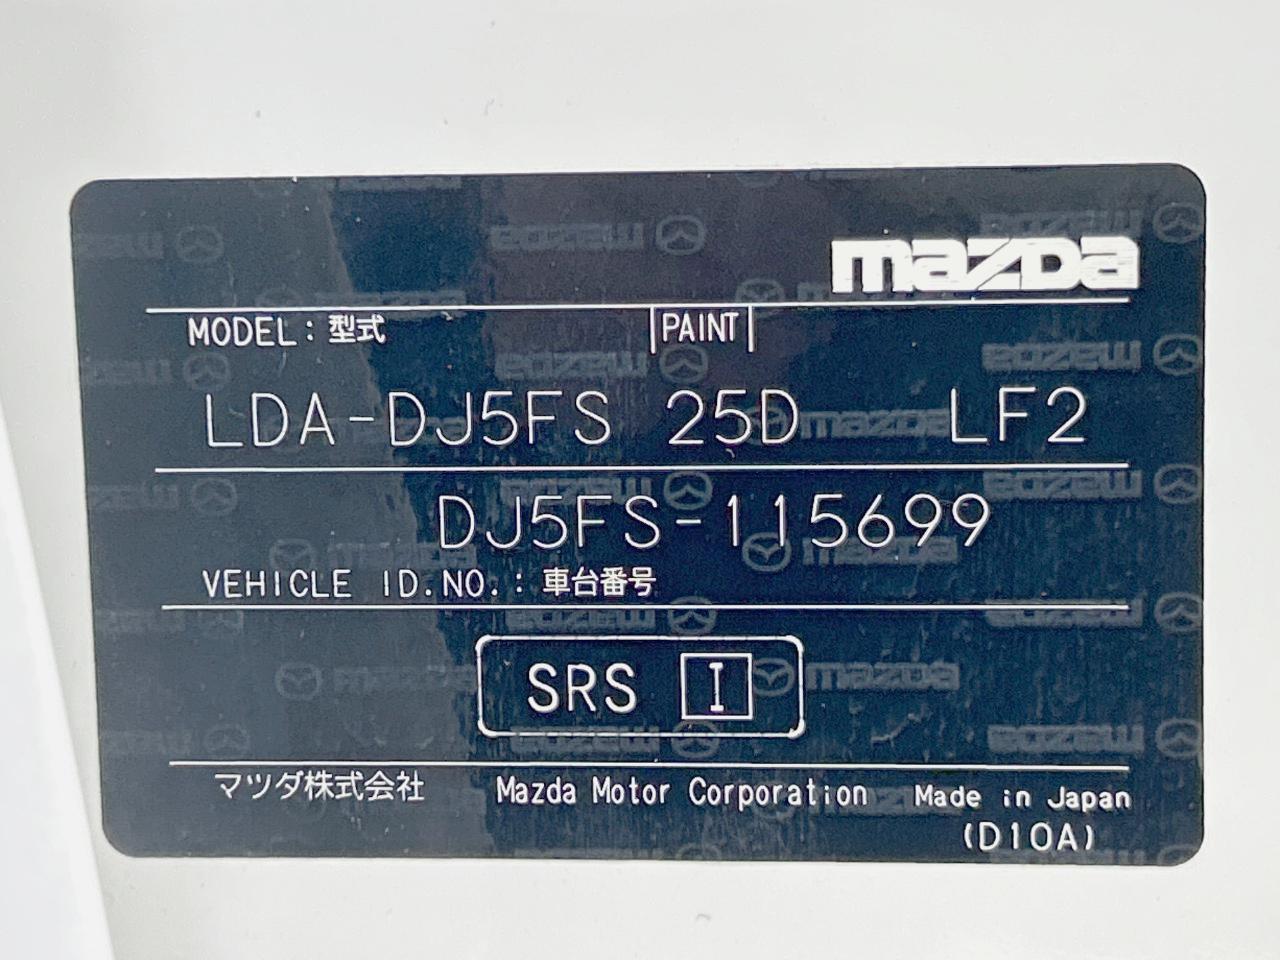 mazda
MODEL: 型式 PAINT
LDA-DJ5FS 25D LF2
DJ5FS-115699
VEHICLE ID.NO.: 車台番号
SRS I
マツダ株式会社 Mazda Motor Corporation Made in Japan
(D10A)